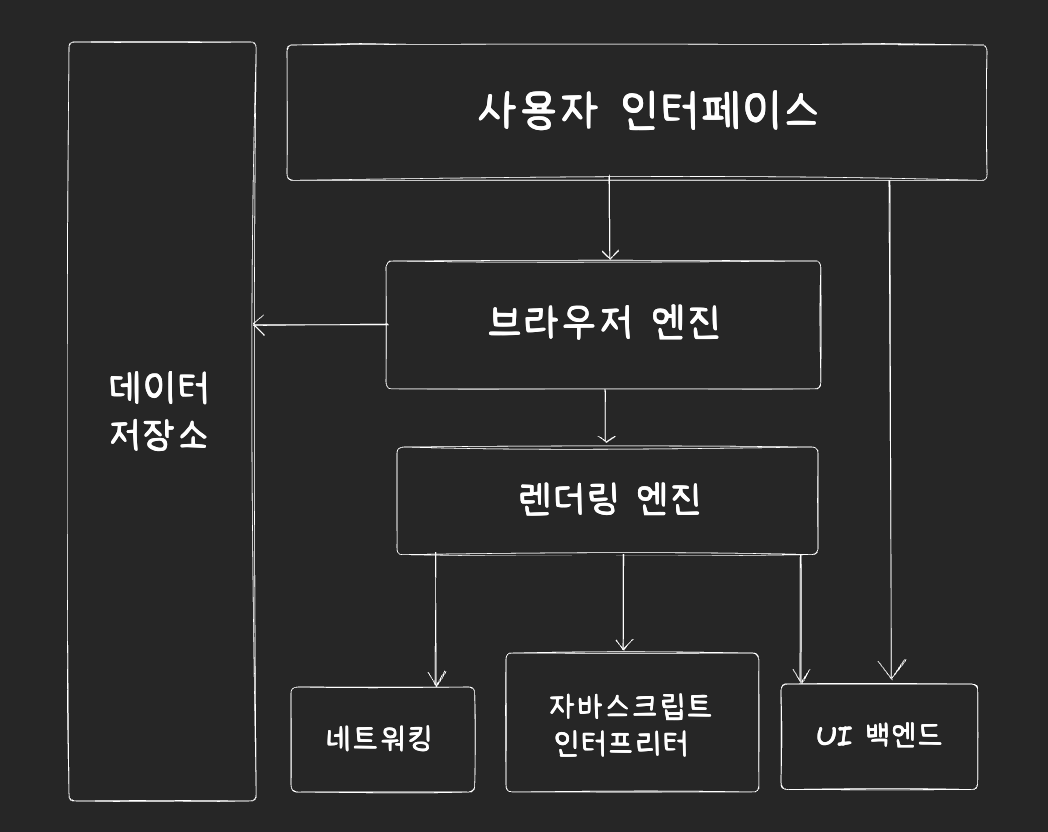 사용자 인터페이스
브라우저 엔진
데이터
저장소
렌더링 엔진
네트워킹
자바스크립트
인터프리터
UI 백엔드